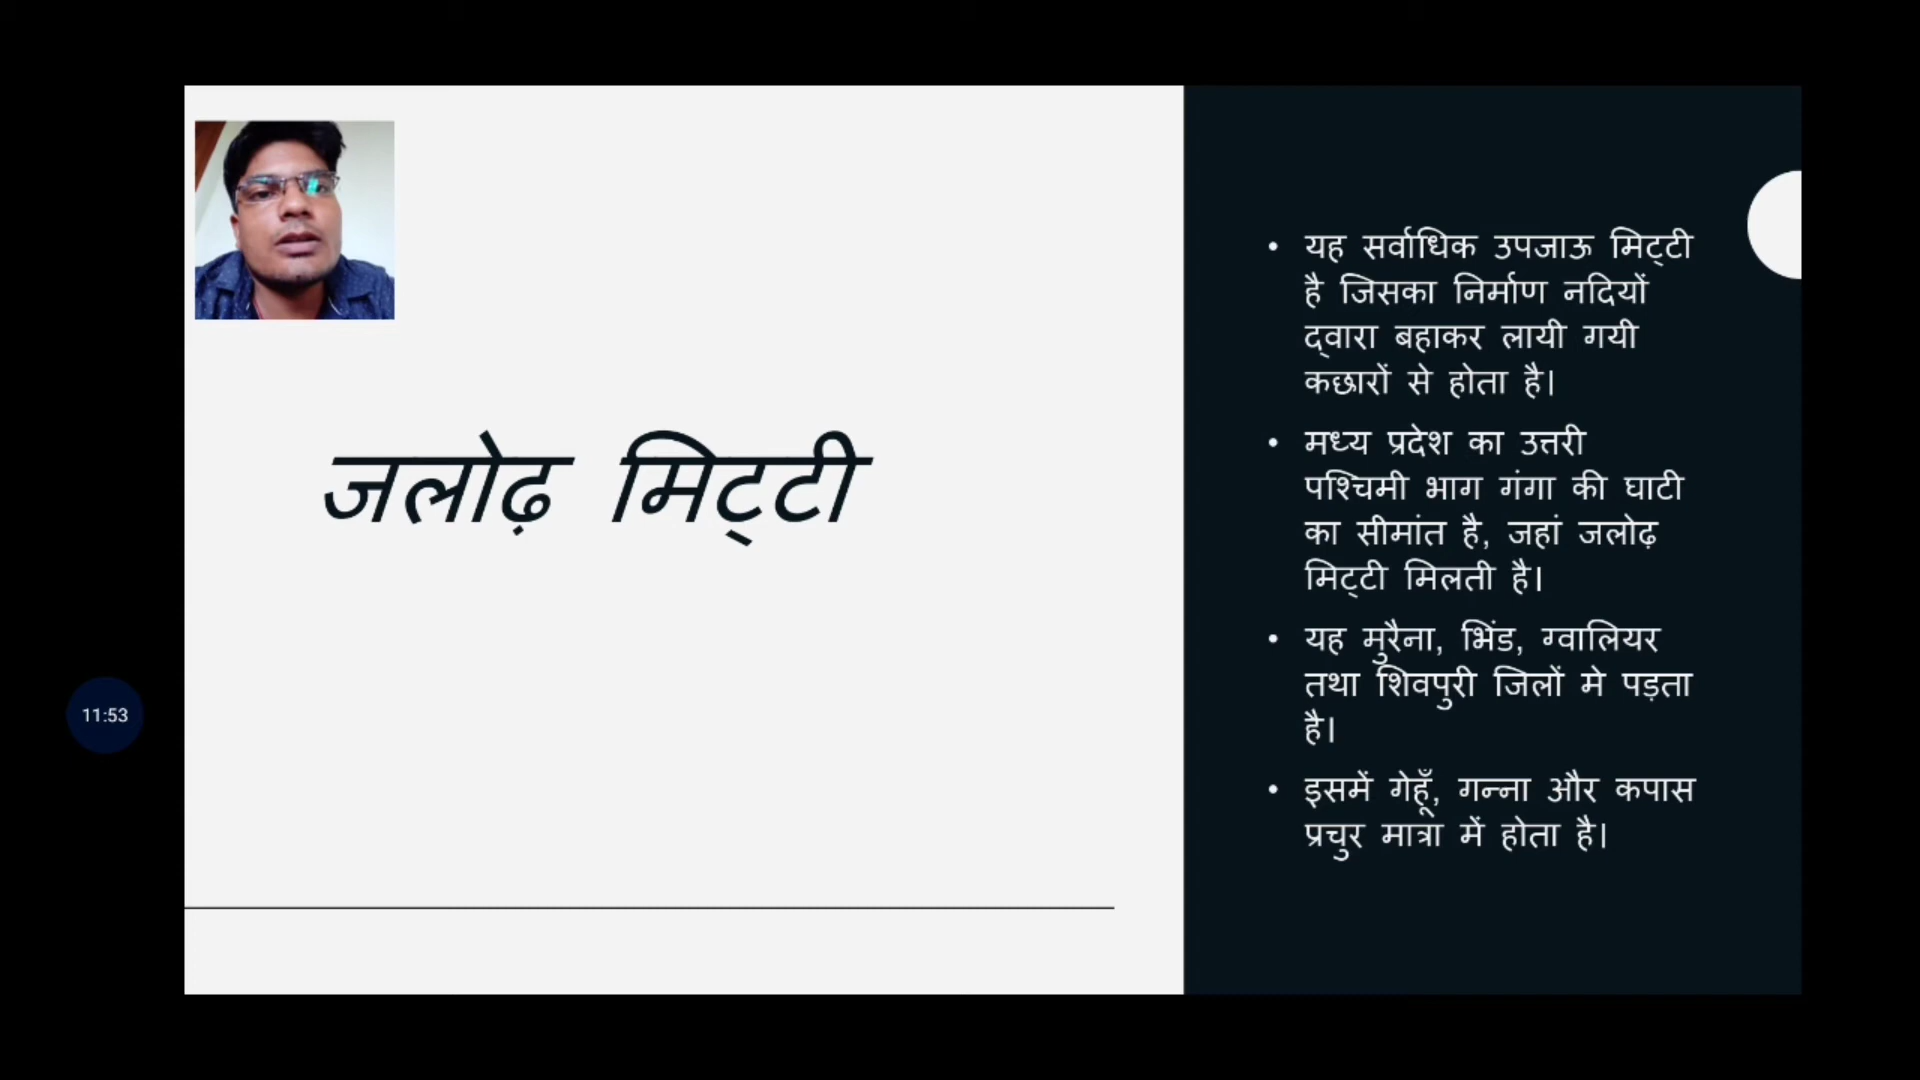 जलोढ़ मिट्टी
• यह सर्वाधिक उपजाऊ मिट्टी
है जिसका निर्माण नदियों
द्वारा बहाकर लायी गयी
कछारों से होता है।
• मध्य प्रदेश का उत्तरी
पश्चिमी भाग गंगा की घाटी
का सीमांत है, जहां जलोढ़
मिट्टी मिलती है।
• यह मुरैना, भिंड, ग्वालियर
तथा शिवपुरी जिलों मे पड़ता
है।
• इसमें गेहूँ, गन्ना और कपास
प्रचुर मात्रा में होता है।
11:53